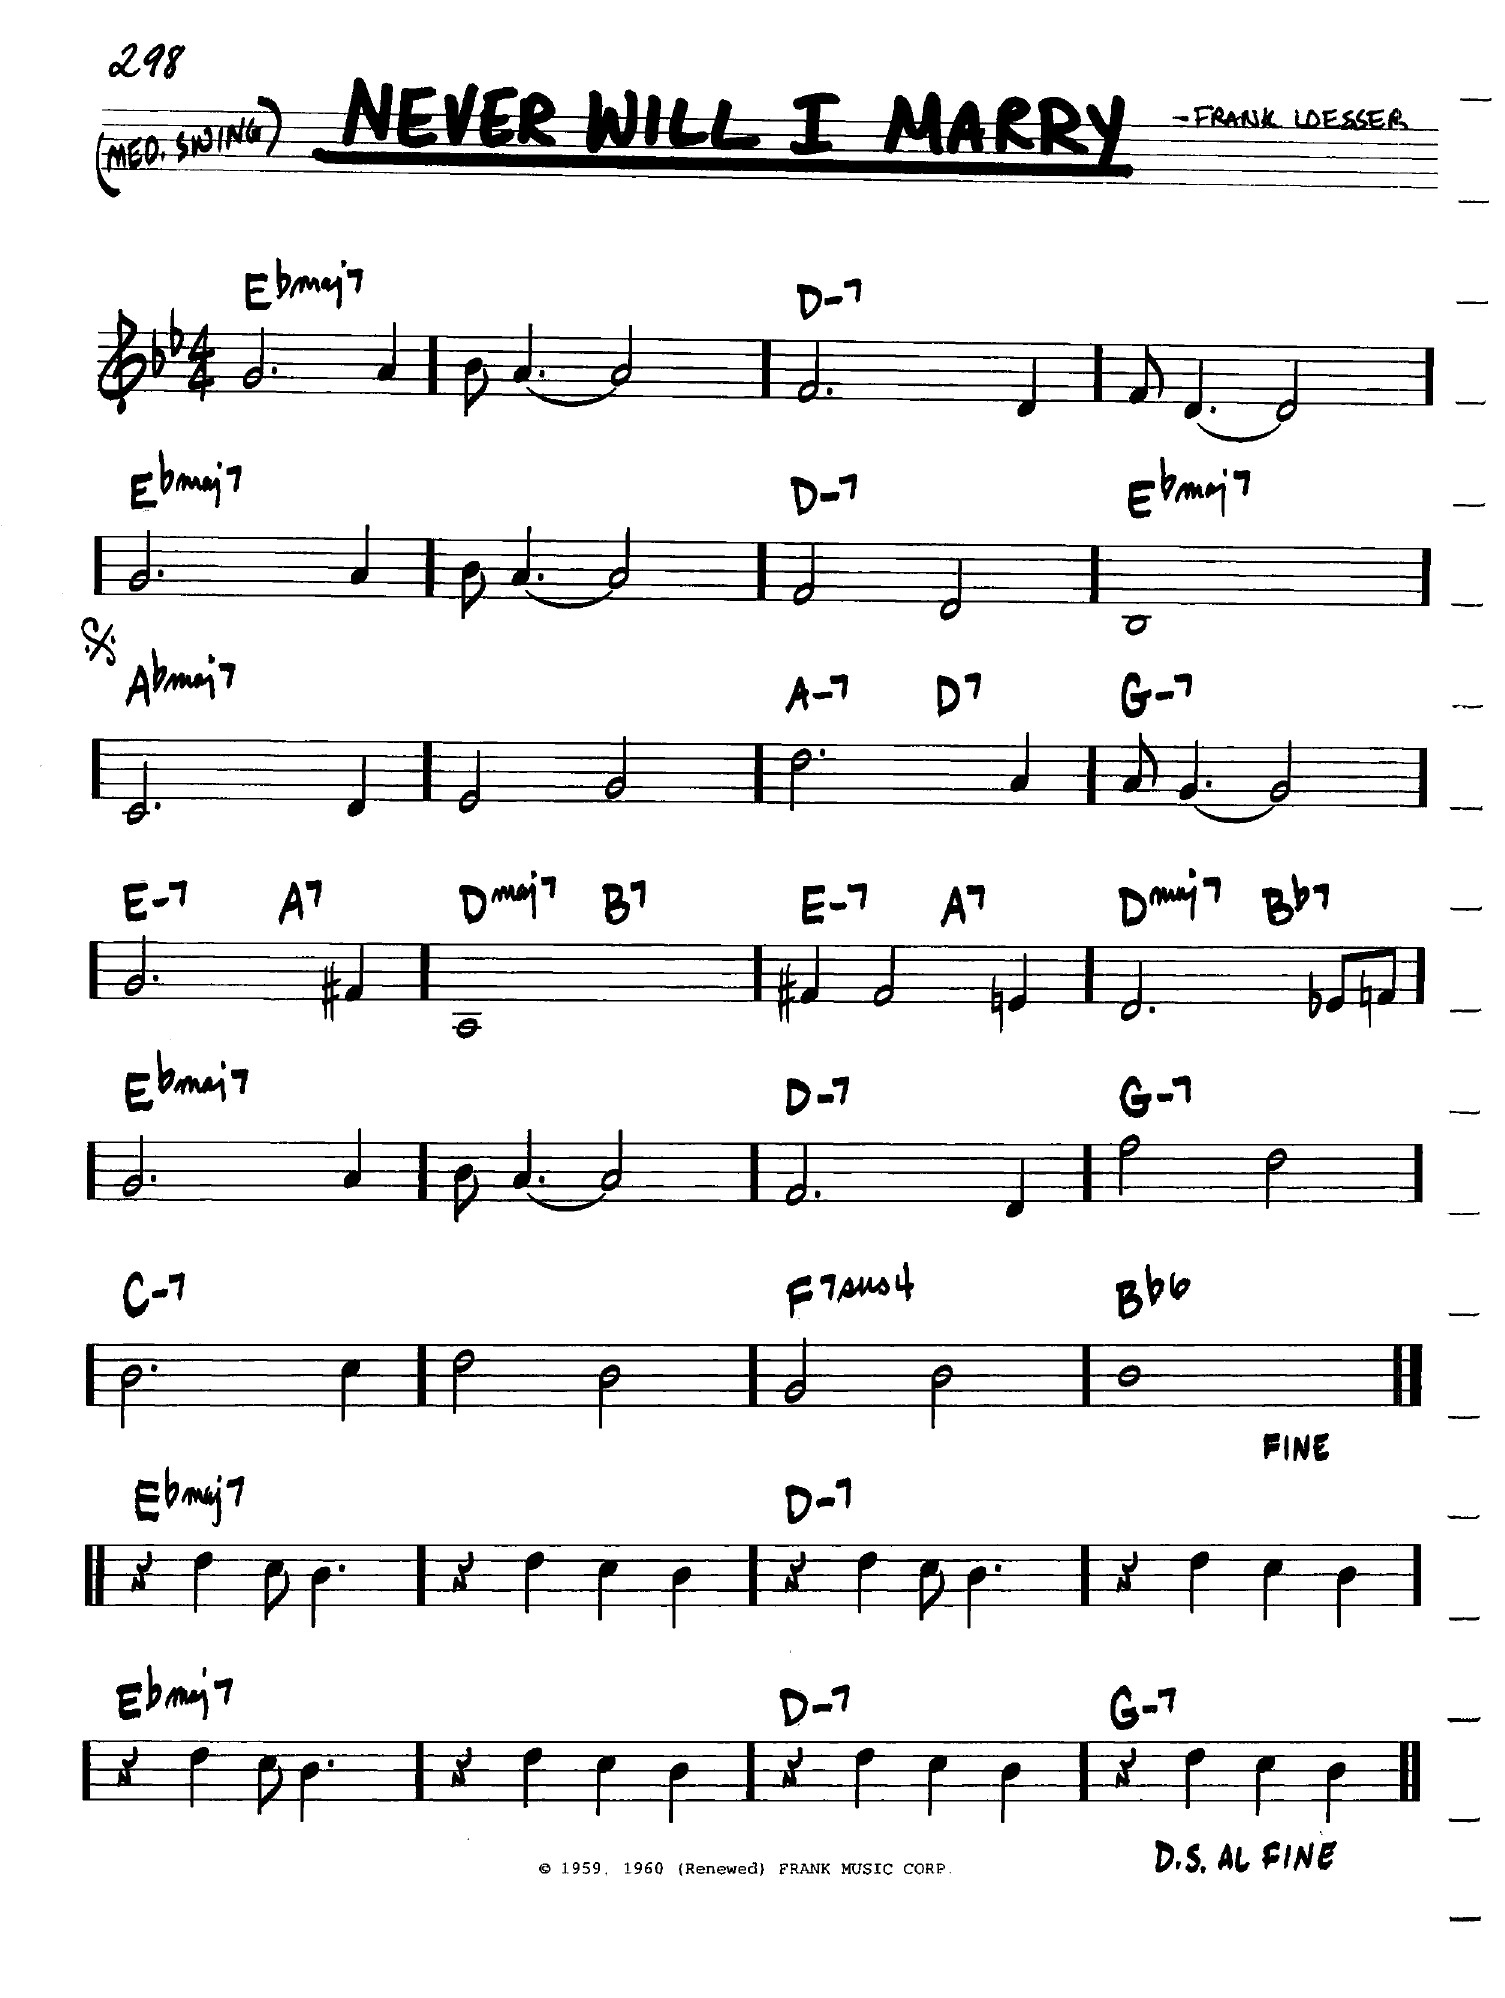 298
(MED. SWING) NEVER WILL I MARRY -FRANK LOESSER
Ebmaj7 D-7
4/4
Ebmaj7 D-7 Ebmaj7
Abmaj7 A-7 D7 G-7
E-7 A7 Dmaj7 B7 E-7 A7 Dmaj7 Bb7
Ebmaj7 D-7 G-7
C-7 F7sus4 Bb6
FINE
Ebmaj7 D-7
Ebmaj7 D-7 G-7
D.S. AL FINE
© 1959, 1960 (Renewed) FRANK MUSIC CORP.